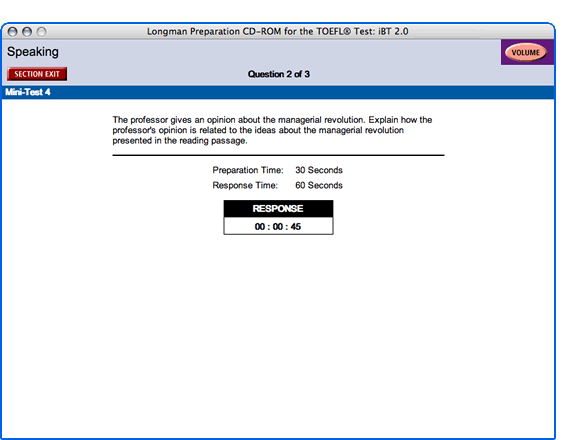 Longman Preparation CD-ROM for the TOEFL® Test: iBT 2.0
Speaking
VOLUME
SECTION EXIT
Question 2 of 3
Mini-Test 4
The professor gives an opinion about the managerial revolution. Explain how the
professor's opinion is related to the ideas about the managerial revolution
presented in the reading passage.
Preparation Time: 30 Seconds
Response Time: 60 Seconds
RESPONSE
00 : 00 : 45